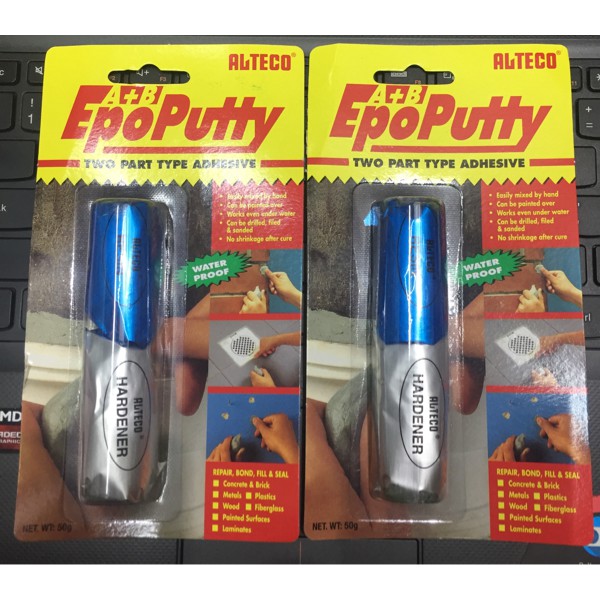 ALTECO®
A+B
EpoPutty
TWO PART TYPE ADHESIVE
Easily mixed by hand
Can be painted over
Works even under water
Can be drilled, filed
& sanded
No shrinkage after cure
WATER
PROOF
ALTECO®
HARDENER
REPAIR, BOND, FILL & SEAL
Concrete & Brick
Metals
Plastics
Wood
Fiberglass
Painted Surfaces
Laminates
NET. WT: 50g
ALTECO®
A+B
EpoPutty
TWO PART TYPE ADHESIVE
Easily mixed by hand
Can be painted over
Works even under water
Can be drilled, filed
& sanded
No shrinkage after cure
WATER
PROOF
ALTECO
ALTECO®
HARDENER
REPAIR, BOND, FILL & SEAL
Concrete & Brick
Metals
Plastics
Wood
Fiberglass
Painted Surfaces
Laminates
NET. WT: 50g